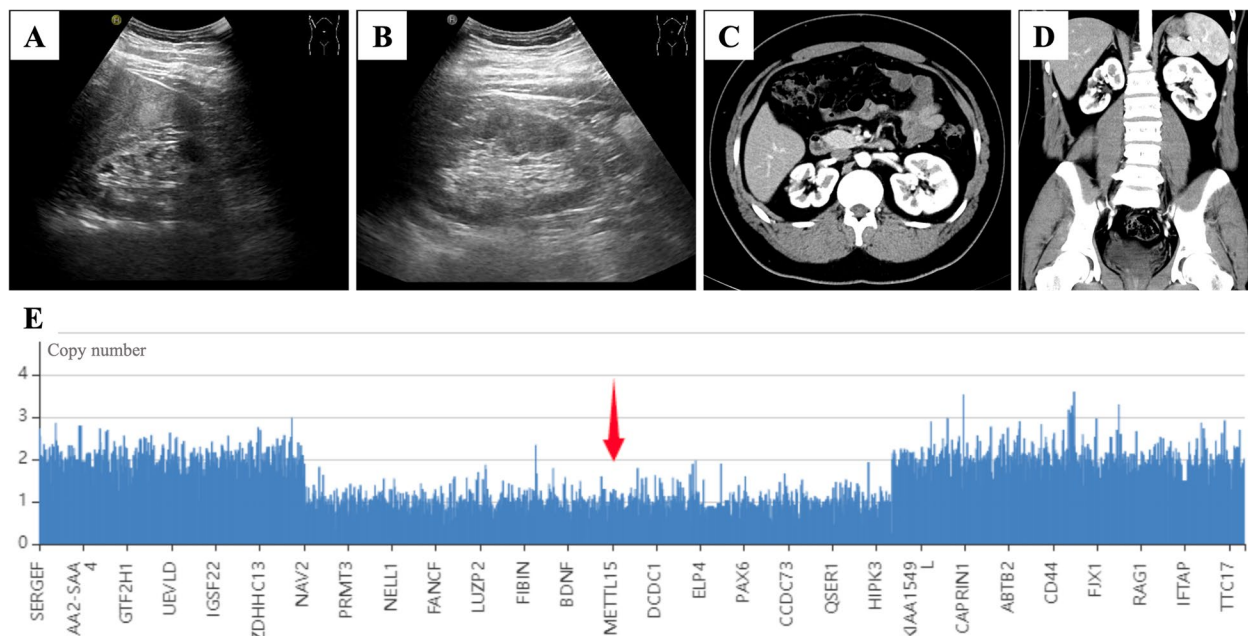 A
B
C
D
E
Copy number
4
3
2
1
0
SERGEF
AA2-SAA
4
GTF2H1
UEVLD
IGSF22
ZDHHC13
NAV2
PRMT3
NELL1
FANCF
LUZP2
FIBIN
BDNF
METTL15
DCDC1
ELP4
PAX6
CCDC73
QSER1
HIPK3
KIAA1549
L
CAPRIN1
ABTB2
CD44
FJX1
RAG1
IFTAP
TTC17